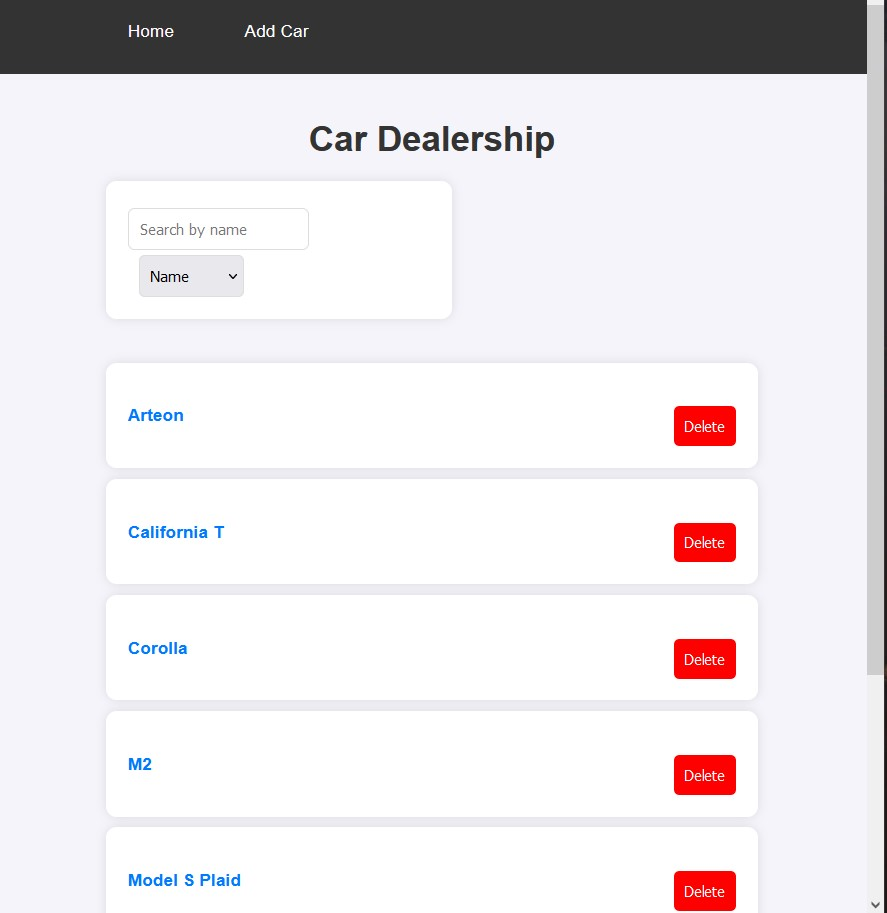 Home Add Car
Car Dealership
Search by name
Name
Arteon
Delete
California T
Delete
Corolla
Delete
M2
Delete
Model S Plaid
Delete